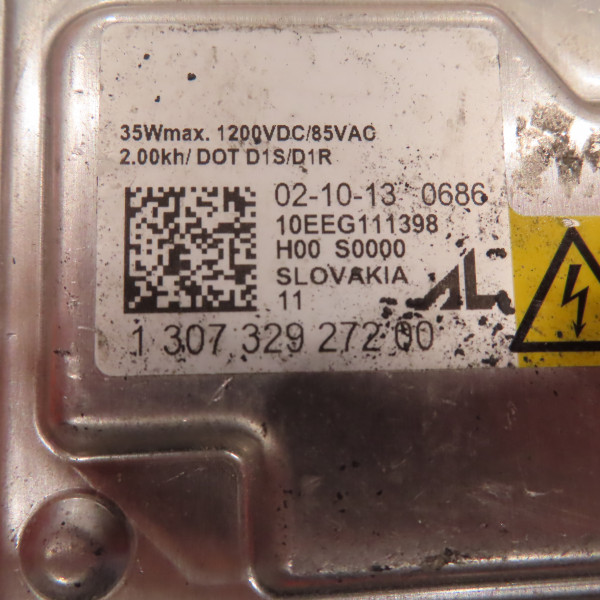 35Wmax. 1200VDC/85VAC
2.00kh/ DOT D1S/D1R
02-10-13 0686
10EEG111398
H00 S0000
SLOVAKIA
11
AL
1 307 329 272 00